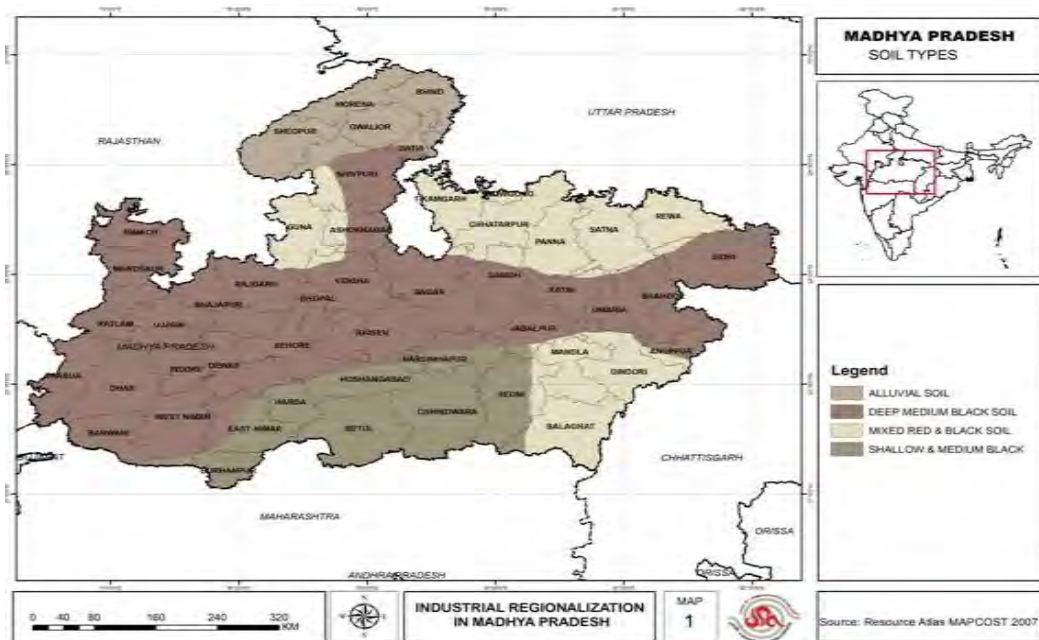 MADHYA PRADESH
SOIL TYPES
RAJASTHAN
UTTAR PRADESH
BHIND
MORENA
SHEOPUR
GWALIOR
DATIA
SHIVPURI
TIKAMGARH
GUNA
ASHOKNAGAR
CHHATARPUR
REWA
PANNA
SATNA
MANDSAUR
SIDHI
RAJGARH
VIDISHA
DAMOH
SAGAR
KATNI
SHAJAPUR
BHOPAL
UMARIA
SHAHDOL
RATLAM
UJJAIN
RAISEN
JABALPUR
MADHYA PRADESH
SEHORE
MANDLA
ANUPPUR
INDORE
DEWAS
DINDORI
DHAR
HOSHANGABAD
SEONI
HARDA
CHHINDWARA
WEST NIMAR
EAST NIMAR
BETUL
BALAGHAT
BARWANI
CHHATTISGARH
MAHARASHTRA
ORISSA
ORISSA
ANDHRA PRADESH
Legend
ALLUVIAL SOIL
DEEP MEDIUM BLACK SOIL
MIXED RED & BLACK SOIL
SHALLOW & MEDIUM BLACK
0 40 80 160 240 320
KM
INDUSTRIAL REGIONALIZATION
IN MADHYA PRADESH
MAP
1
Source: Resource Atlas MAPCOST 2007